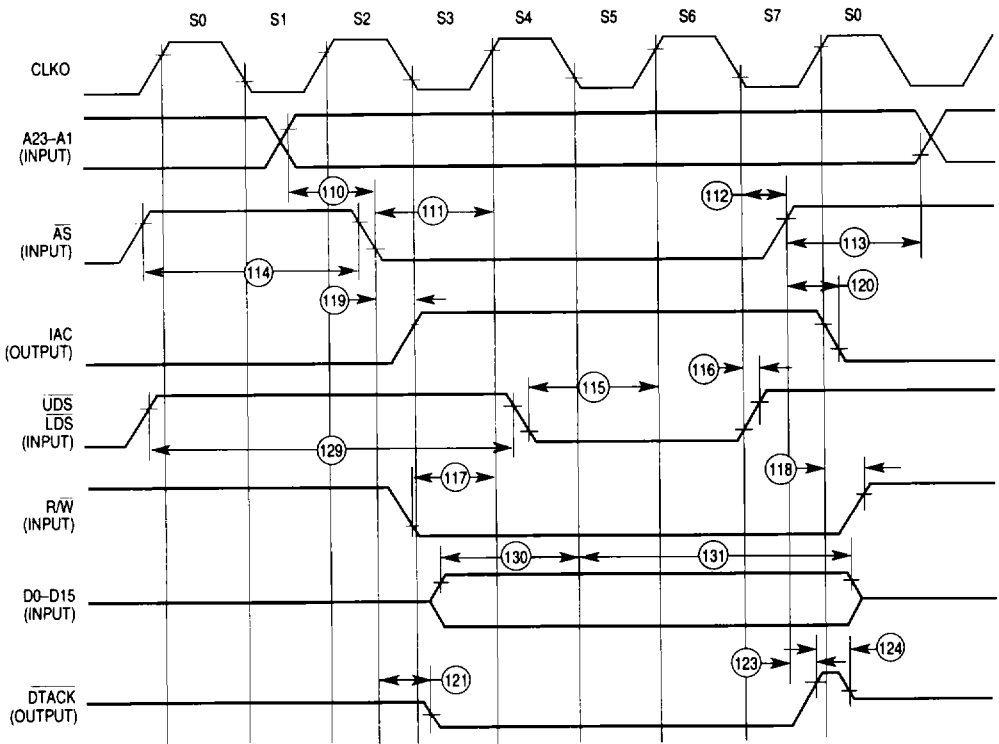 S0 S1 S2 S3 S4 S5 S6 S7 S0
CLKO
A23–A1
(INPUT)
110
111
112
AS
(INPUT)
113
114
120
119
IAC
(OUTPUT)
116
115
UDS
LDS
(INPUT)
129
118
117
R/W
(INPUT)
130
131
D0–D15
(INPUT)
124
123
121
DTACK
(OUTPUT)